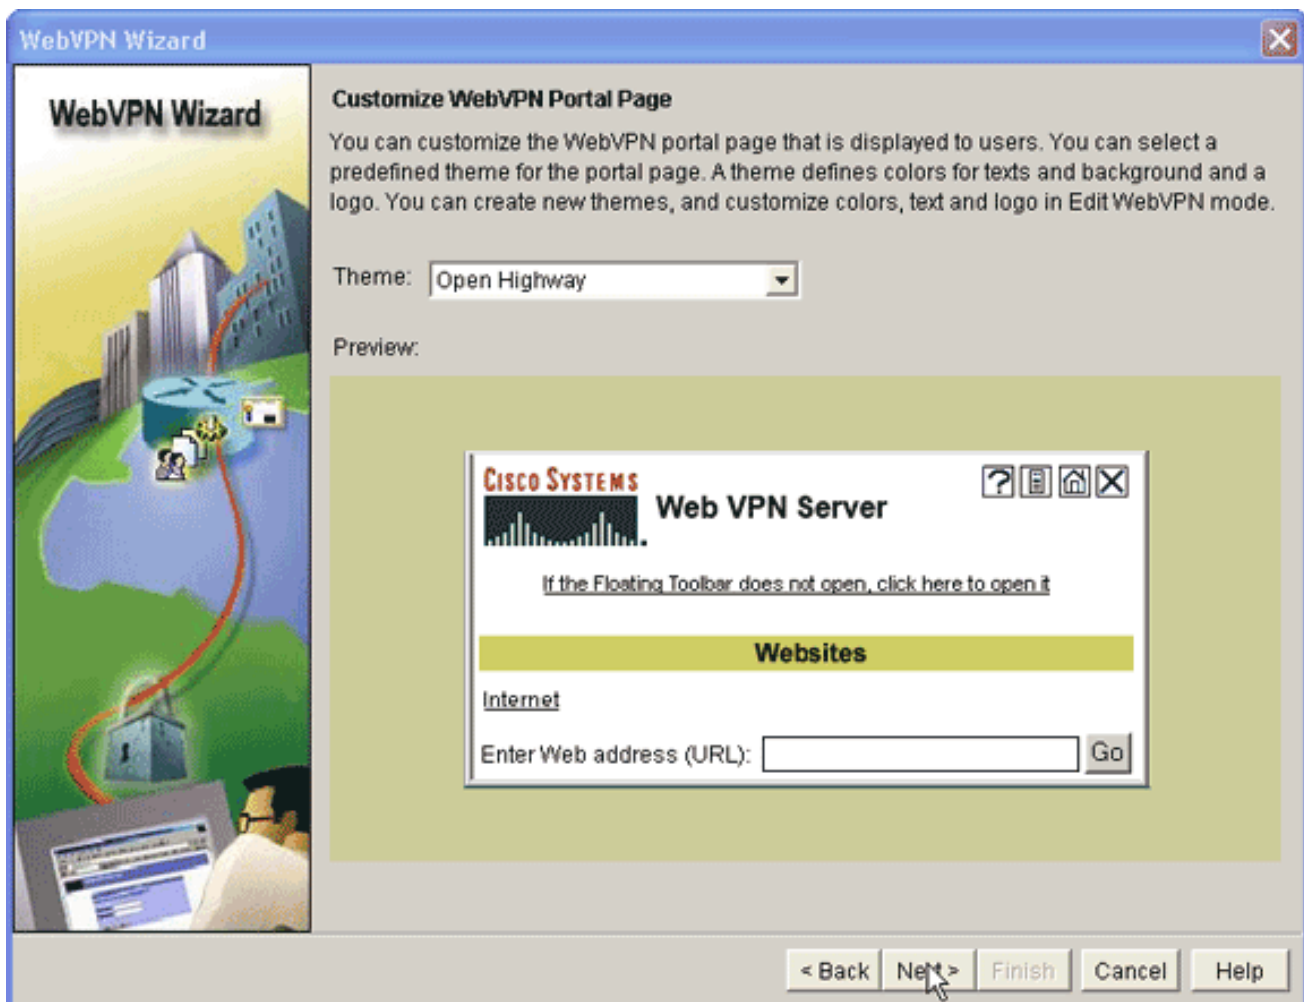 WebVPN Wizard
WebVPN Wizard
Customize WebVPN Portal Page
You can customize the WebVPN portal page that is displayed to users. You can select a
predefined theme for the portal page. A theme defines colors for texts and background and a
logo. You can create new themes, and customize colors, text and logo in Edit WebVPN mode.
Theme: Open Highway
Preview:
CISCO SYSTEMS
Web VPN Server
If the Floating Toolbar does not open, click here to open it
Websites
Internet
Enter Web address (URL): Go
< Back Next > Finish Cancel Help